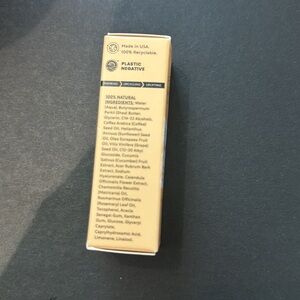 Made in USA.
100% Recyclable.
PLASTIC
NEGATIVE
100% NATURAL
INGREDIENTS: Water
(Aqua), Butyrospermum
Parkii (Shea) Butter,
Glycerin, C14-22 Alcohols,
Coffea Arabica (Coffee)
Seed Oil, Helianthus
Annuus (Sunflower) Seed
Oil, Olea Europaea Fruit
Oil, Vitis Vinifera (Grape)
Seed Oil, C12-20 Alkyl
Glucoside, Cucumis
Sativus (Cucumber) Fruit
Extract, Acer Rubrum Bark
Extract, Sodium
Hyaluronate, Calendula
Officinalis Flower Extract,
Chamomilla Recutita
(Matricaria) Oil,
Rosmarinus Officinalis
(Rosemary) Leaf Oil,
Tocopherol, Acacia
Senegal Gum, Xanthan
Gum, Glucose, Glyceryl
Caprylate,
Caprylhydroxamic Acid,
Limonene, Linalool.